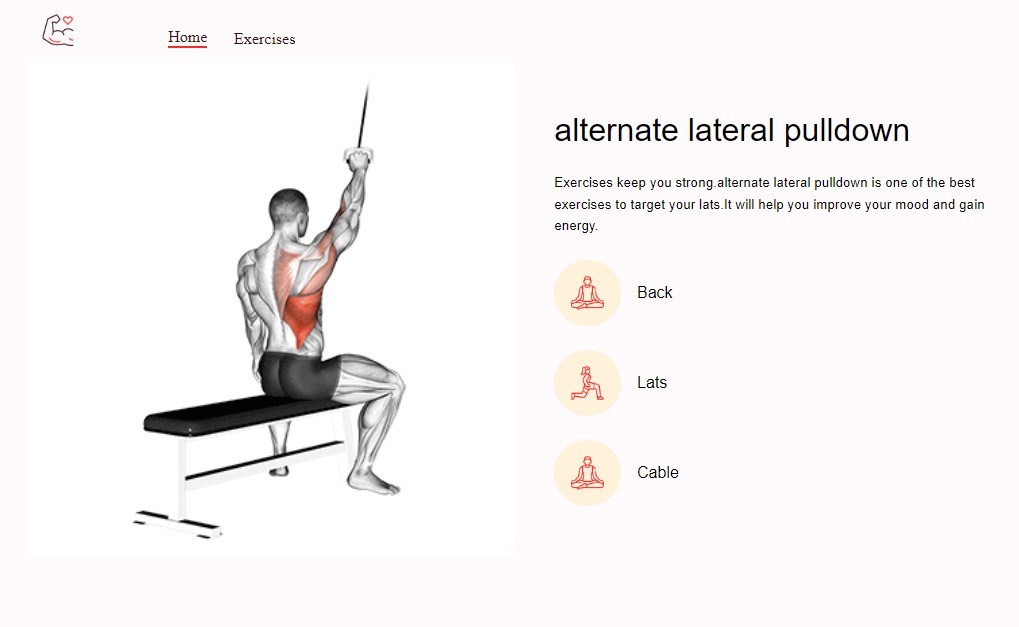 Home Exercises
alternate lateral pulldown
Exercises keep you strong.alternate lateral pulldown is one of the best
exercises to target your lats.It will help you improve your mood and gain
energy.
Back
Lats
Cable